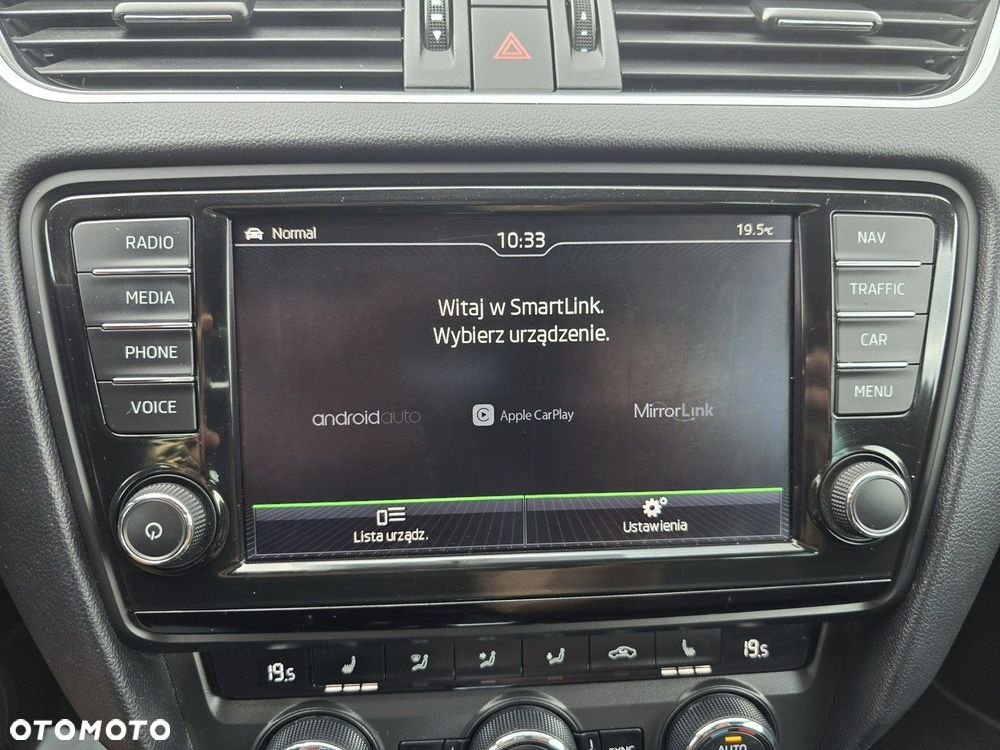 RADIO
MEDIA
PHONE
VOICE
Normal
10:33
19.5°C
Witaj w SmartLink.
Wybierz urządzenie.
androidauto
Apple CarPlay
MirrorLink
Lista urządz.
Ustawienia
NAV
TRAFFIC
CAR
MENU
19.5
19.5
SYNC
AUTO
OTOMOTO